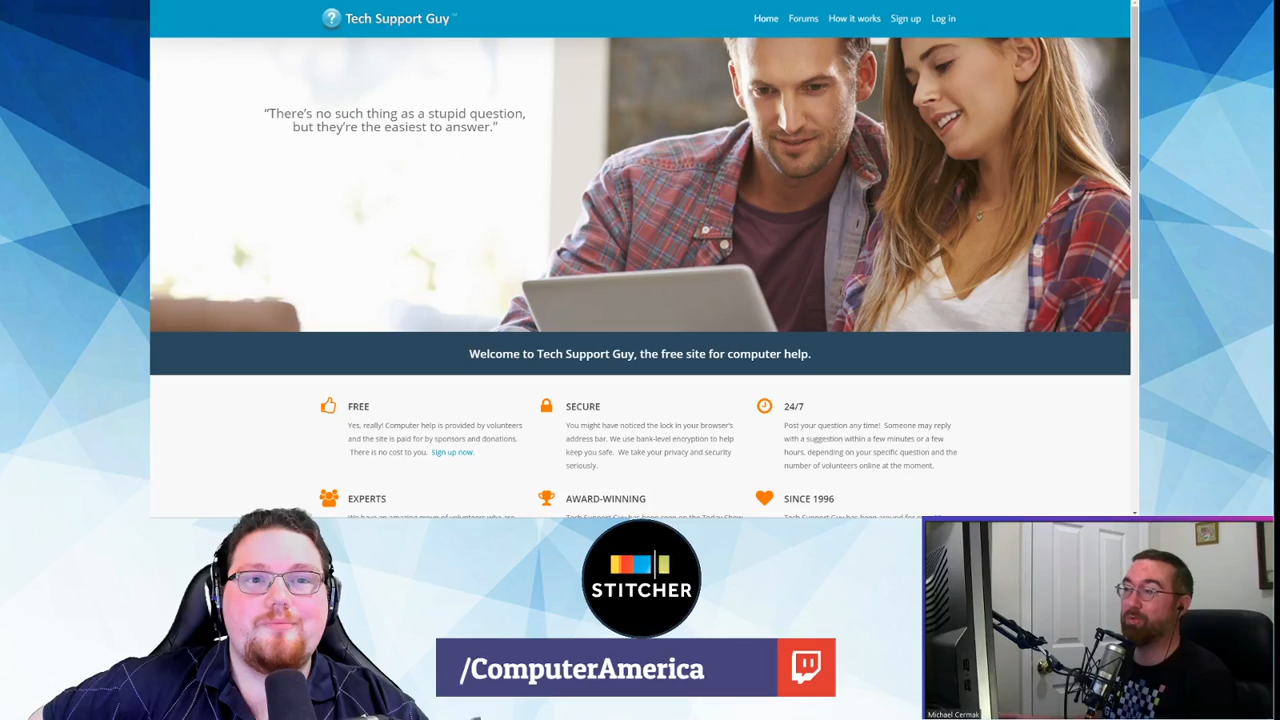 ? Tech Support Guy™
Home Forums How it works Sign up Log in
“There’s no such thing as a stupid question,
but they’re the easiest to answer.”
Welcome to Tech Support Guy, the free site for computer help.
FREE
Yes, really! Computer help is provided by volunteers
and the site is paid for by sponsors and donations.
There is no cost to you. Sign up now.
SECURE
You might have noticed the lock in your browser's
address bar. We use bank-level encryption to help
keep you safe. We take your privacy and security
seriously.
24/7
Post your question any time! Someone may reply
with a suggestion within a few minutes or a few
hours, depending on your specific question and the
number of volunteers online at the moment.
EXPERTS
AWARD-WINNING
SINCE 1996
STITCHER
/ComputerAmerica
Michael Cermak